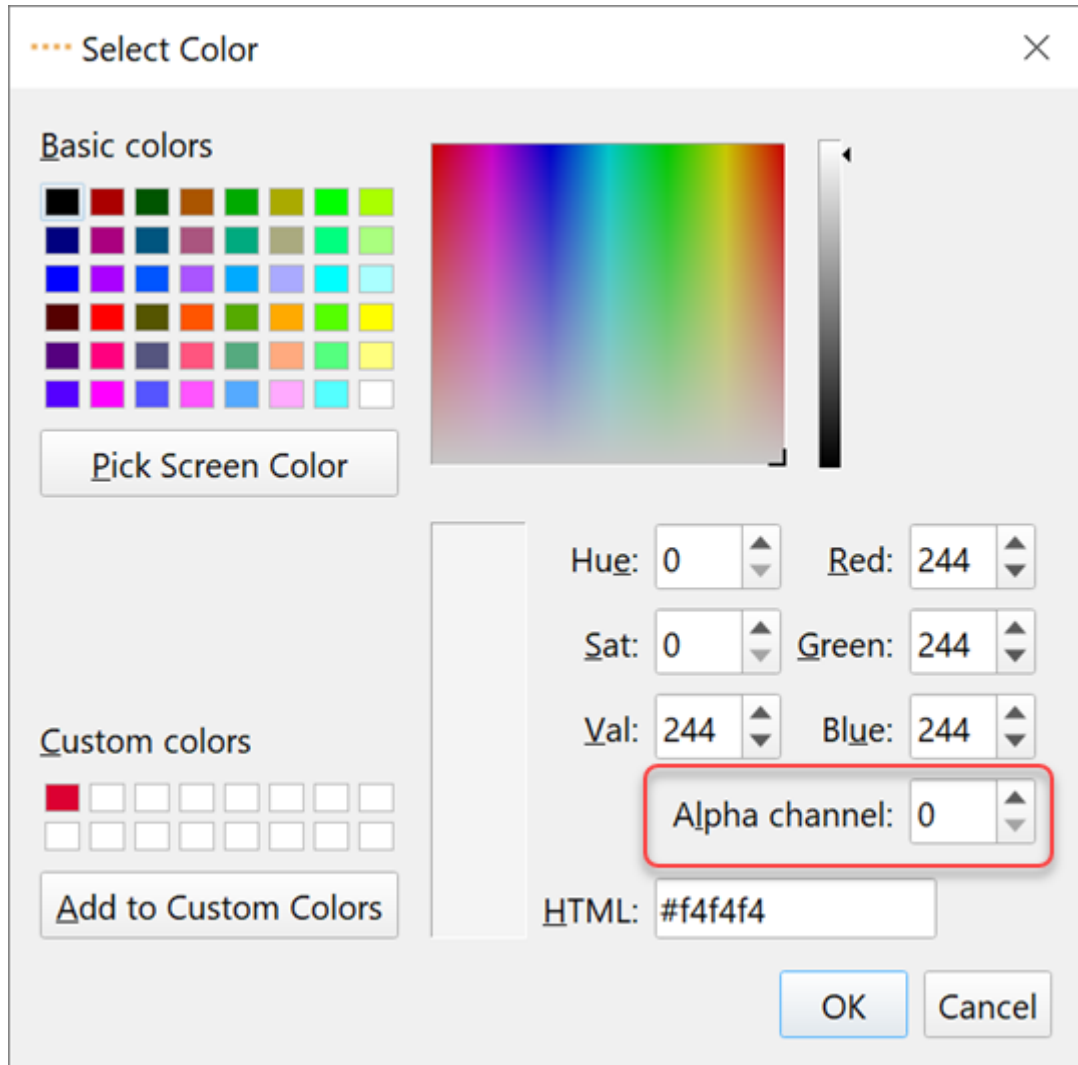 Select Color
Basic colors
Pick Screen Color
Hue: 0 Red: 244
Sat: 0 Green: 244
Val: 244 Blue: 244
Custom colors
Alpha channel: 0
Add to Custom Colors
HTML: #f4f4f4
OK Cancel